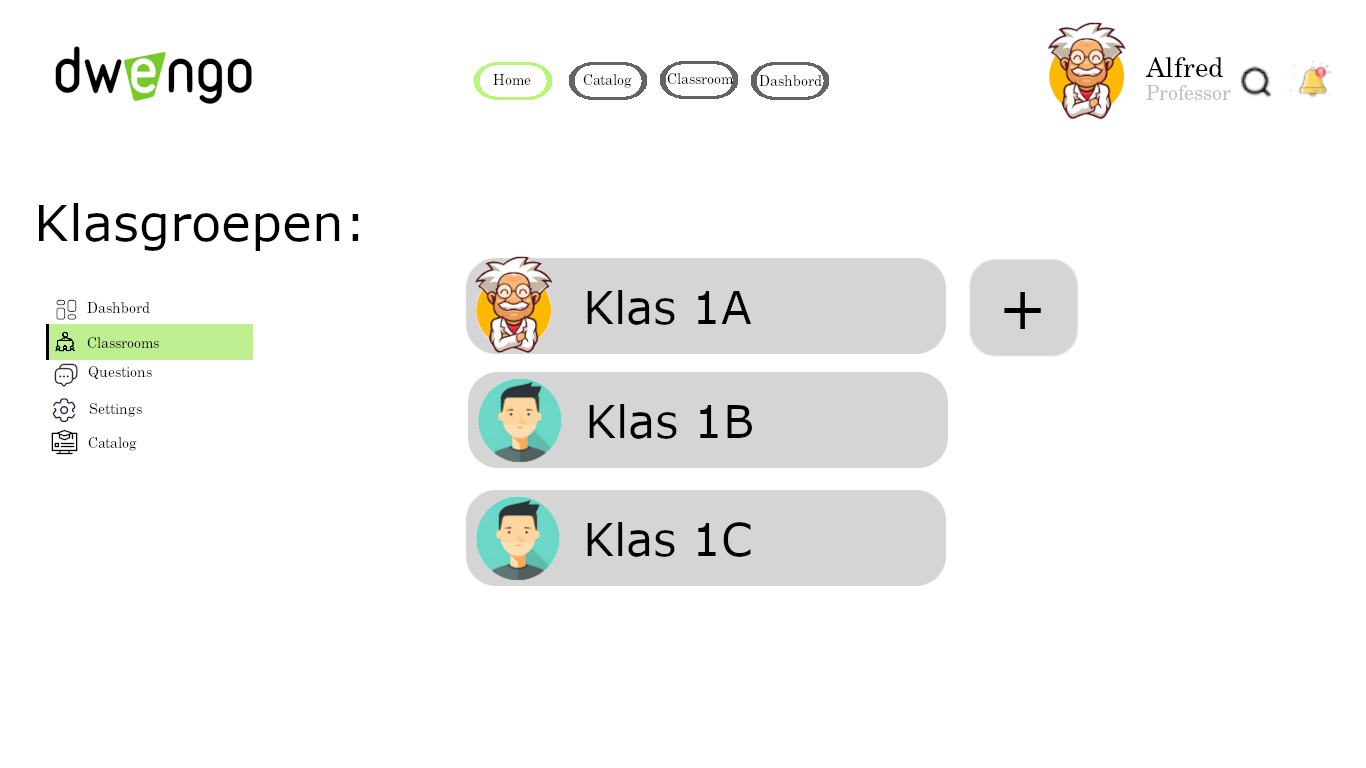 dwengo
Home
Catalog
Classroom
Dashbord
Alfred
Professor
1
Klasgroepen:
Dashbord
Classrooms
Questions
Settings
Catalog
Klas 1A
+
Klas 1B
Klas 1C